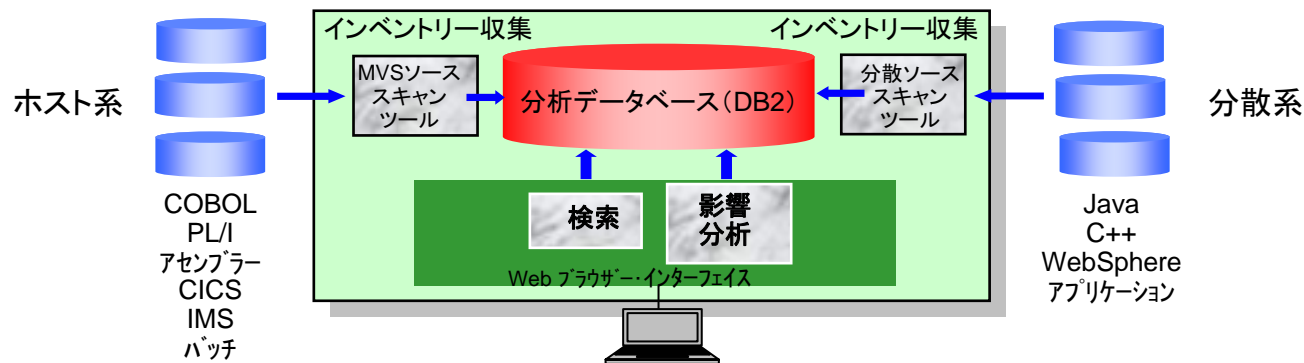 インベントリー収集
インベントリー収集
ホスト系
MVSソース
スキャン
ツール
分析データベース(DB2)
分散ソース
スキャン
ツール
分散系
検索
影響
分析
Web ﾌﾞﾗｳｻﾞｰ・ｲﾝﾀｰﾌｪｲｽ
COBOL
PL/I
ｱｾﾝﾌﾞﾗｰ
CICS
IMS
ﾊﾞｯﾁ
Java
C++
WebSphere
ｱﾌﾟﾘｹｰｼｮﾝ